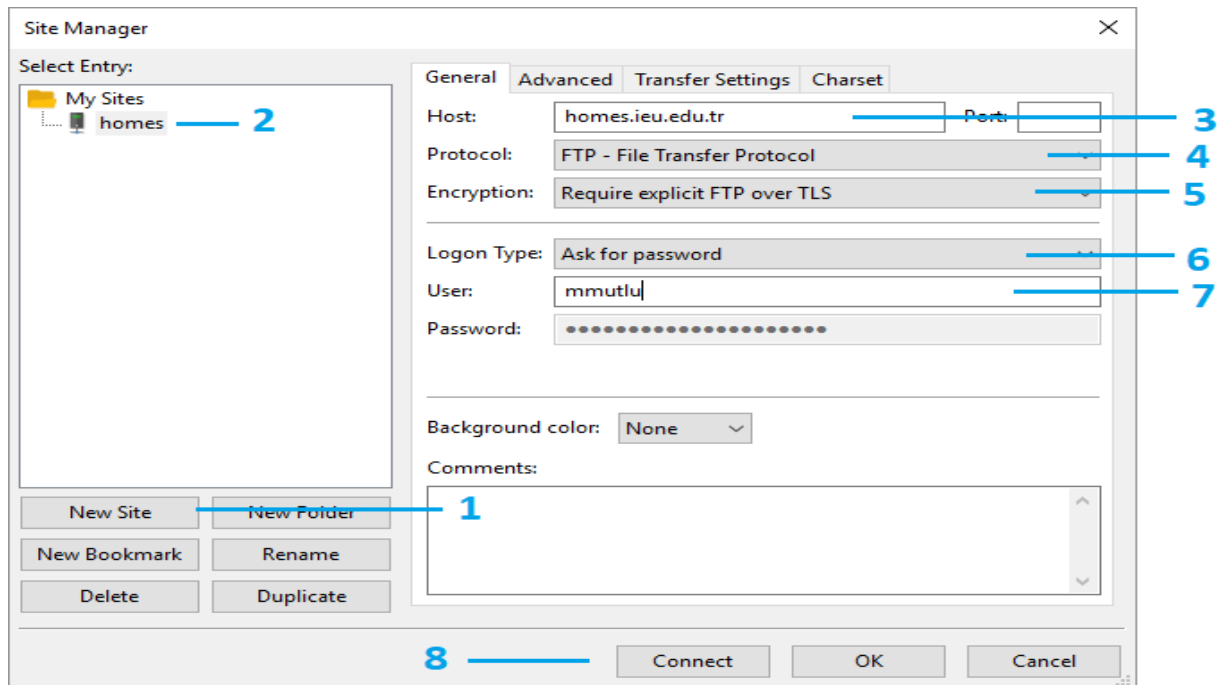 Site Manager
Select Entry:
My Sites
homes 2
General Advanced Transfer Settings Charset
Host: homes.ieu.edu.tr Port: 3
Protocol: FTP - File Transfer Protocol 4
Encryption: Require explicit FTP over TLS 5
Logon Type: Ask for password 6
User: mmutlu 7
Password: ●●●●●●●●●●●●●●●●●●●●●
Background color: None
Comments:
New Site New Folder 1
New Bookmark Rename
Delete Duplicate
8 Connect OK Cancel